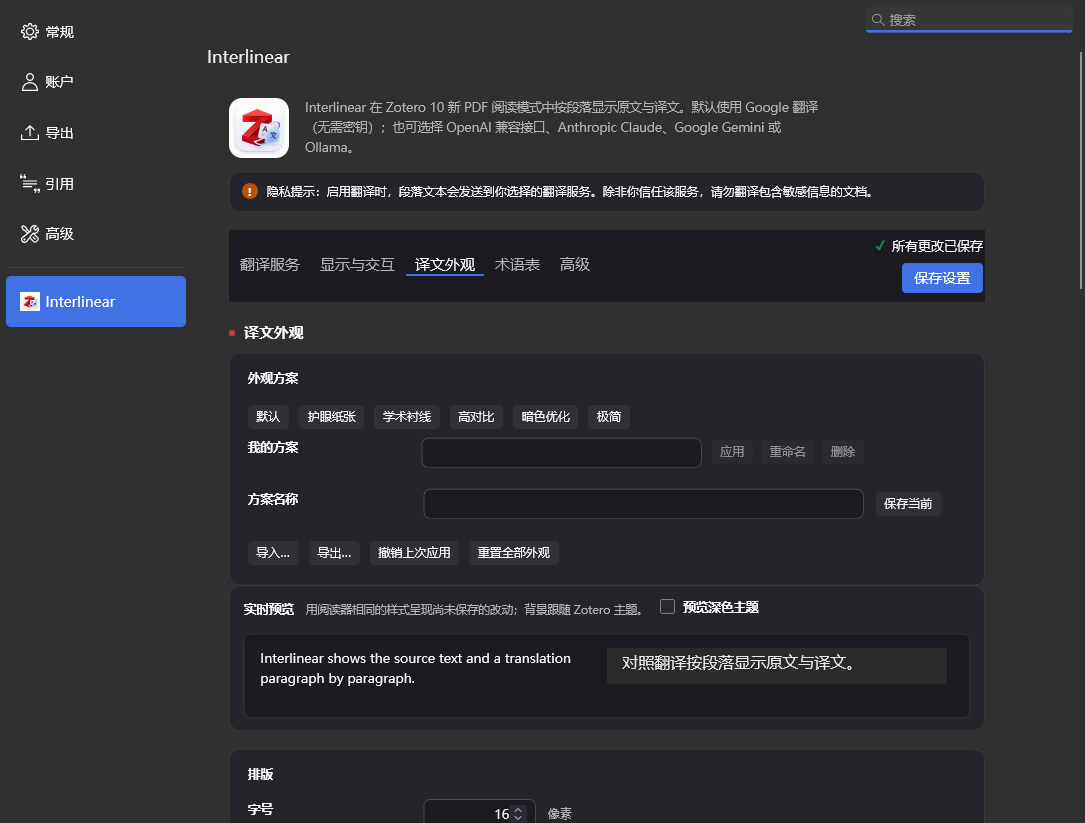 常规
账户
导出
引用
高级
Interlinear
搜索
Interlinear
Interlinear 在 Zotero 10 新 PDF 阅读模式中按段落显示原文与译文。默认使用 Google 翻译
（无需密钥）；也可选择 OpenAI 兼容接口、Anthropic Claude、Google Gemini 或
Ollama。
隐私提示：启用翻译时，段落文本会发送到你选择的翻译服务。除非你信任该服务，请勿翻译包含敏感信息的文档。
✓ 所有更改已保存
翻译服务 显示与交互 译文外观 术语表 高级
保存设置
译文外观
外观方案
默认 护眼纸张 学术衬线 高对比 暗色优化 极简
我的方案 应用 重命名 删除
方案名称 保存当前
导入... 导出... 撤销上次应用 重置全部外观
实时预览 用阅读器相同的样式呈现尚未保存的改动；背景跟随 Zotero 主题。 预览深色主题
Interlinear shows the source text and a translation
paragraph by paragraph.
对照翻译按段落显示原文与译文。
排版
字号 16 像素